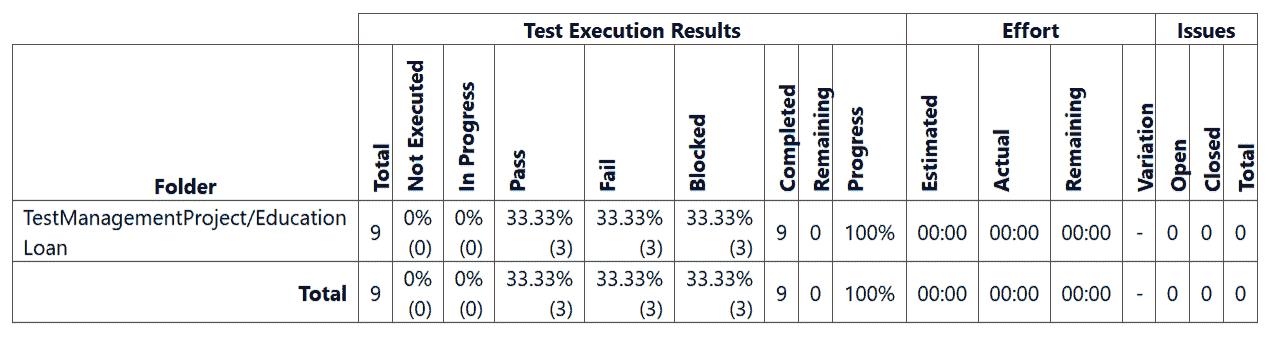 Test Execution Results Effort Issues
Folder Total Not Executed In Progress Pass Fail Blocked Completed Remaining Progress Estimated Actual Remaining Variation Open Closed Total
TestManagementProject/Education 9 0% 0% 33.33% 33.33% 33.33% 9 0 100% 00:00 00:00 00:00 - 0 0 0
Loan (0) (0) (3) (3) (3)
Total 9 0% 0% 33.33% 33.33% 33.33% 9 0 100% 00:00 00:00 00:00 - 0 0 0
(0) (0) (3) (3) (3)